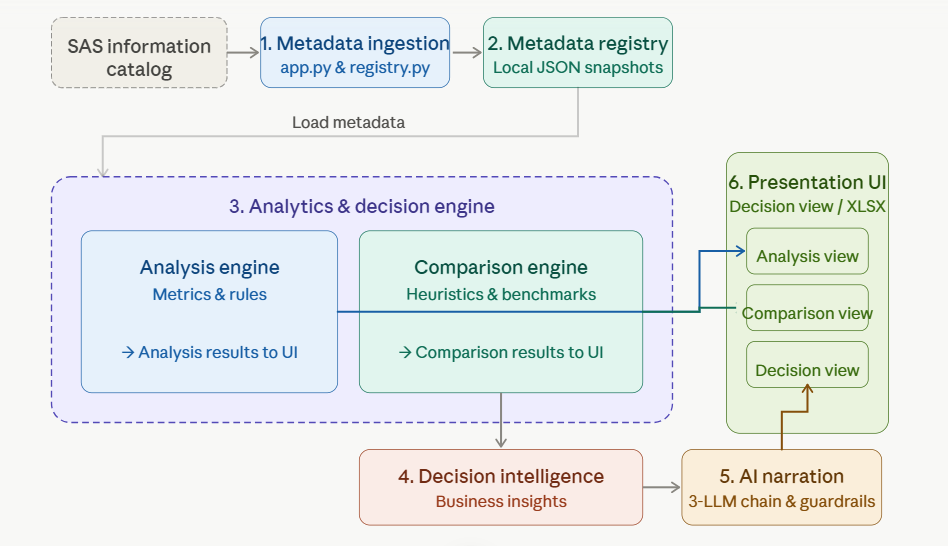 SAS information
catalog
1. Metadata ingestion
app.py & registry.py
2. Metadata registry
Local JSON snapshots
Load metadata
3. Analytics & decision engine
Analysis engine
Metrics & rules
→ Analysis results to UI
Comparison engine
Heuristics & benchmarks
→ Comparison results to UI
6. Presentation UI
Decision view / XLSX
Analysis view
Comparison view
Decision view
4. Decision intelligence
Business insights
5. AI narration
3-LLM chain & guardrails